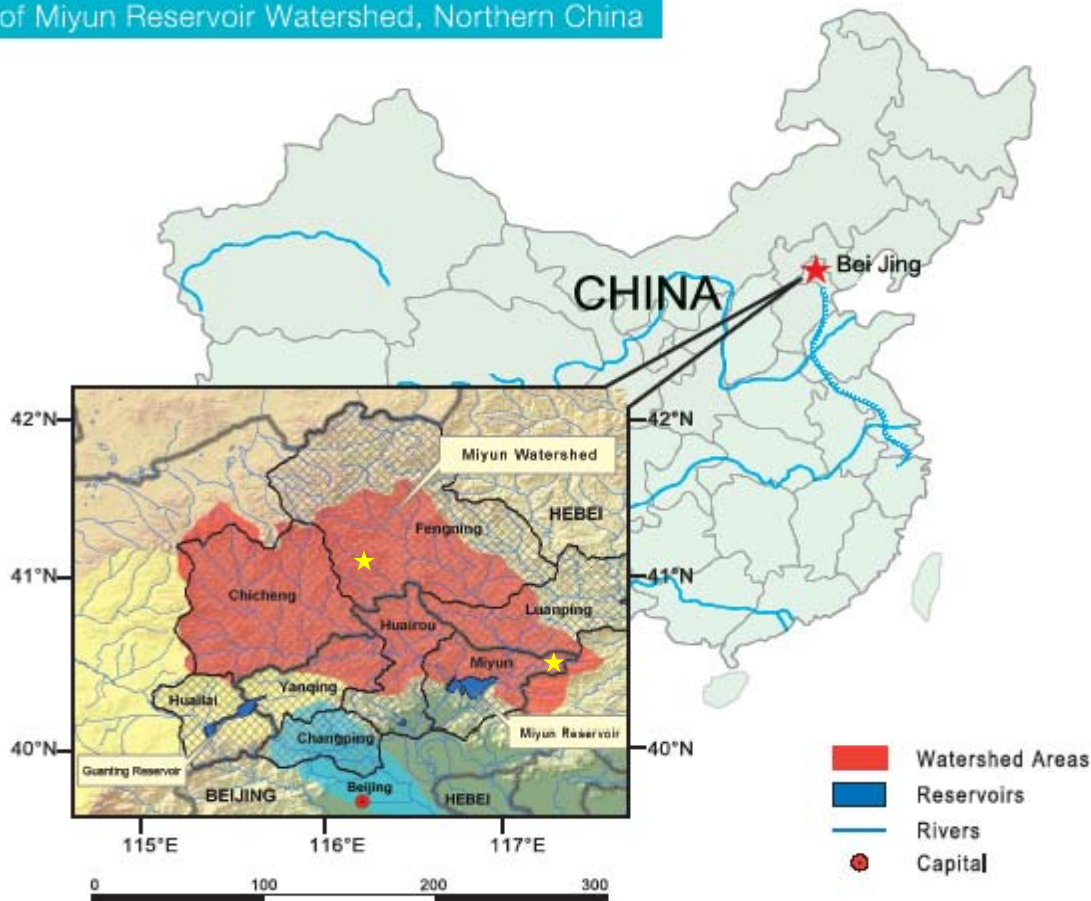 of Miyun Reservoir Watershed, Northern China
Bei Jing
CHINA
42°N
42°N
Miyun Watershed
HEBEI
Fengning
41°N
41°N
Chicheng
Luanping
Huairou
Miyun
Yanqing
Huailai
Miyun Reservoir
Changping
40°N
40°N
Guanting Reservoir
Beijing
BEIJING
HEBEI
115°E
116°E
117°E
0
100
200
300
Watershed Areas
Reservoirs
Rivers
Capital